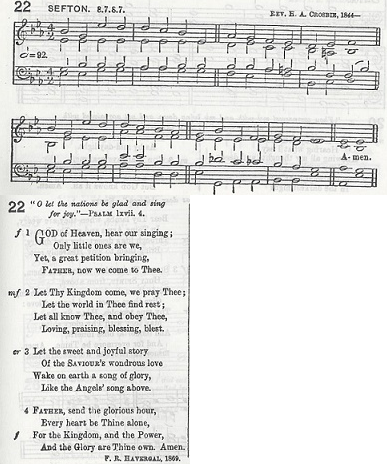 22 SEFTON. 8.7.8.7. REV. H. A. CROSBIE, 1844—
=92.
A-men.
22 "O let the nations be glad and sing
for joy."—PSALM lxvii. 4.
f 1 GOD of Heaven, hear our singing;
Only little ones are we,
Yet, a great petition bringing,
FATHER, now we come to Thee.
mf 2 Let Thy Kingdom come, we pray Thee;
Let the world in Thee find rest;
Let all know Thee, and obey Thee,
Loving, praising, blessing, blest.
cr 3 Let the sweet and joyful story
Of the SAVIOUR'S wondrous love
Wake on earth a song of glory,
Like the Angels' song above.
4 FATHER, send the glorious hour,
Every heart be Thine alone,
f For the Kingdom, and the Power,
And the Glory are Thine own. Amen.
F. R. HAVERGAL, 1869.